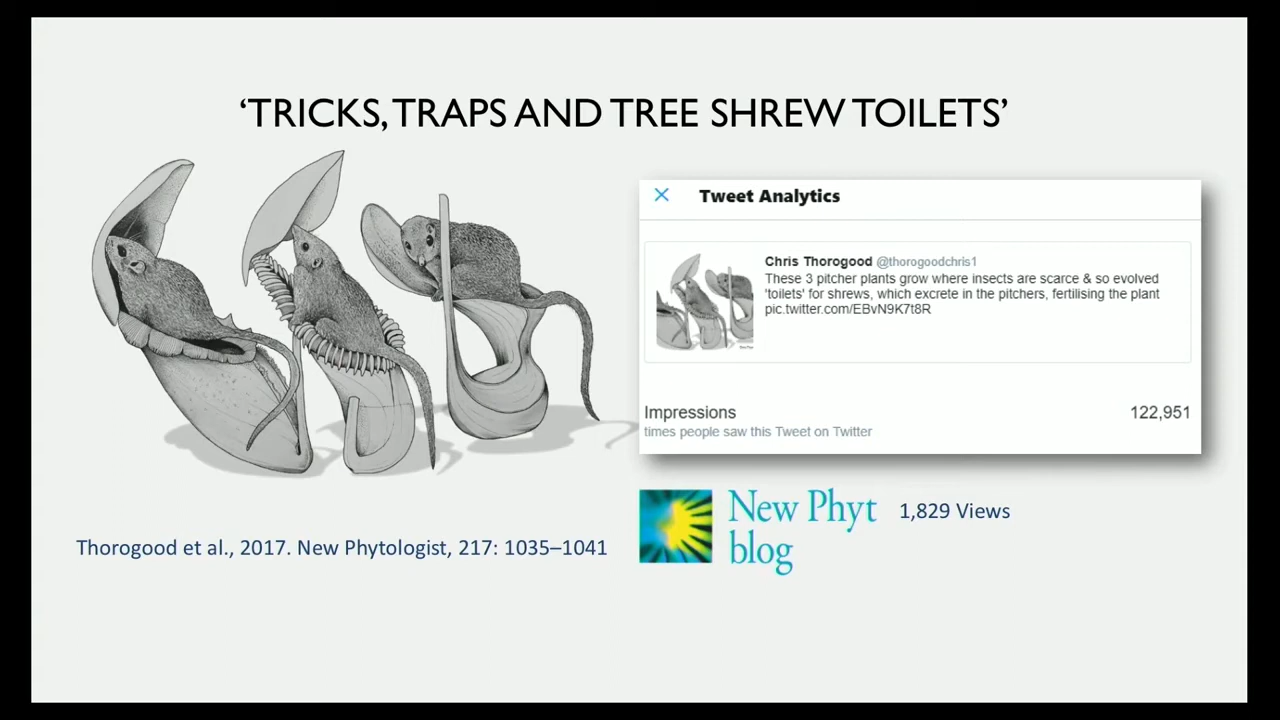 ‘TRICKS, TRAPS AND TREE SHREW TOILETS’
Tweet Analytics
Chris Thorogood @thorogoodchris1
These 3 pitcher plants grow where insects are scarce & so evolved
'toilets' for shrews, which excrete in the pitchers, fertilising the plant
pic.twitter.com/EBvN9K7t8R
Impressions 122,951
times people saw this Tweet on Twitter
New Phyt
blog
1,829 Views
Thorogood et al., 2017. New Phytologist, 217: 1035–1041